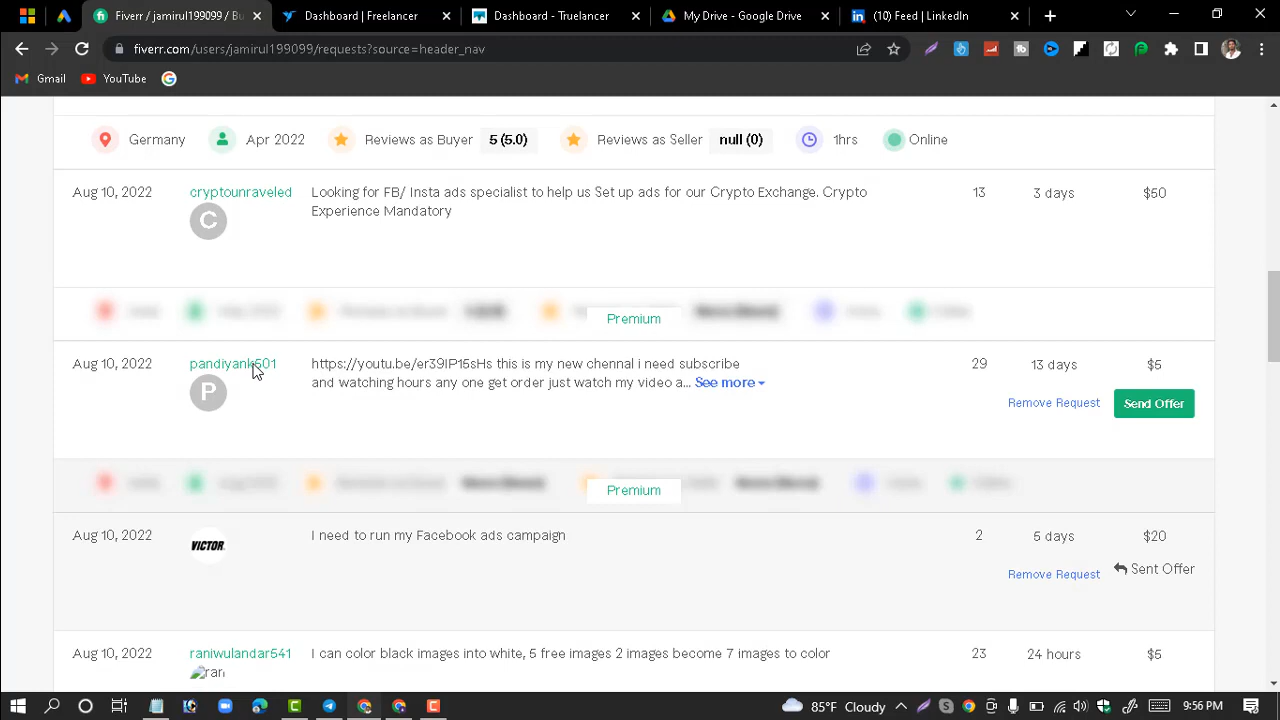 Fiverr / jamirul199099 / Bu
Dashboard | Freelancer
Dashboard - Truelancer
My Drive - Google Drive
(10) Feed | LinkedIn
fiverr.com/users/jamirul199099/requests?source=header_nav
Gmail
YouTube
Germany
Apr 2022
Reviews as Buyer
5 (5.0)
Reviews as Seller
null (0)
1hrs
Online
Aug 10, 2022
cryptounraveled
C
Looking for FB/ Insta ads specialist to help us Set up ads for our Crypto Exchange. Crypto
Experience Mandatory
13
3 days
$50
Premium
Aug 10, 2022
pandiyank501
P
https://youtu.be/er39IP15sHs this is my new chennal i need subscribe
and watching hours any one get order just watch my video a... See more
29
13 days
$5
Remove Request
Send Offer
Premium
Aug 10, 2022
VICTOR
I need to run my Facebook ads campaign
2
5 days
$20
Remove Request
Sent Offer
Aug 10, 2022
raniwulandar541
ran
I can color black images into white, 5 free images 2 images become 7 images to color
23
24 hours
$5
85°F Cloudy
9:56 PM